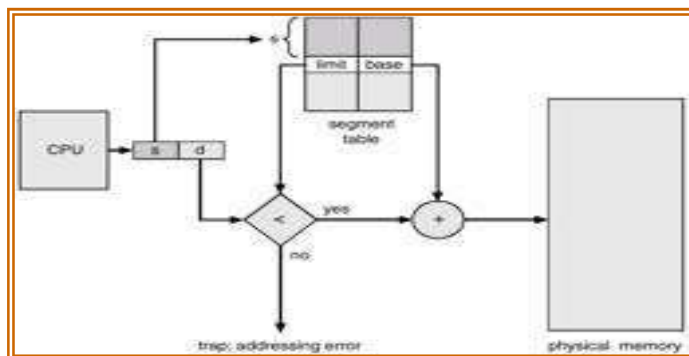 s
limit base
segment
table
CPU
s d
<
yes
+
no
trap; addressing error
physical memory